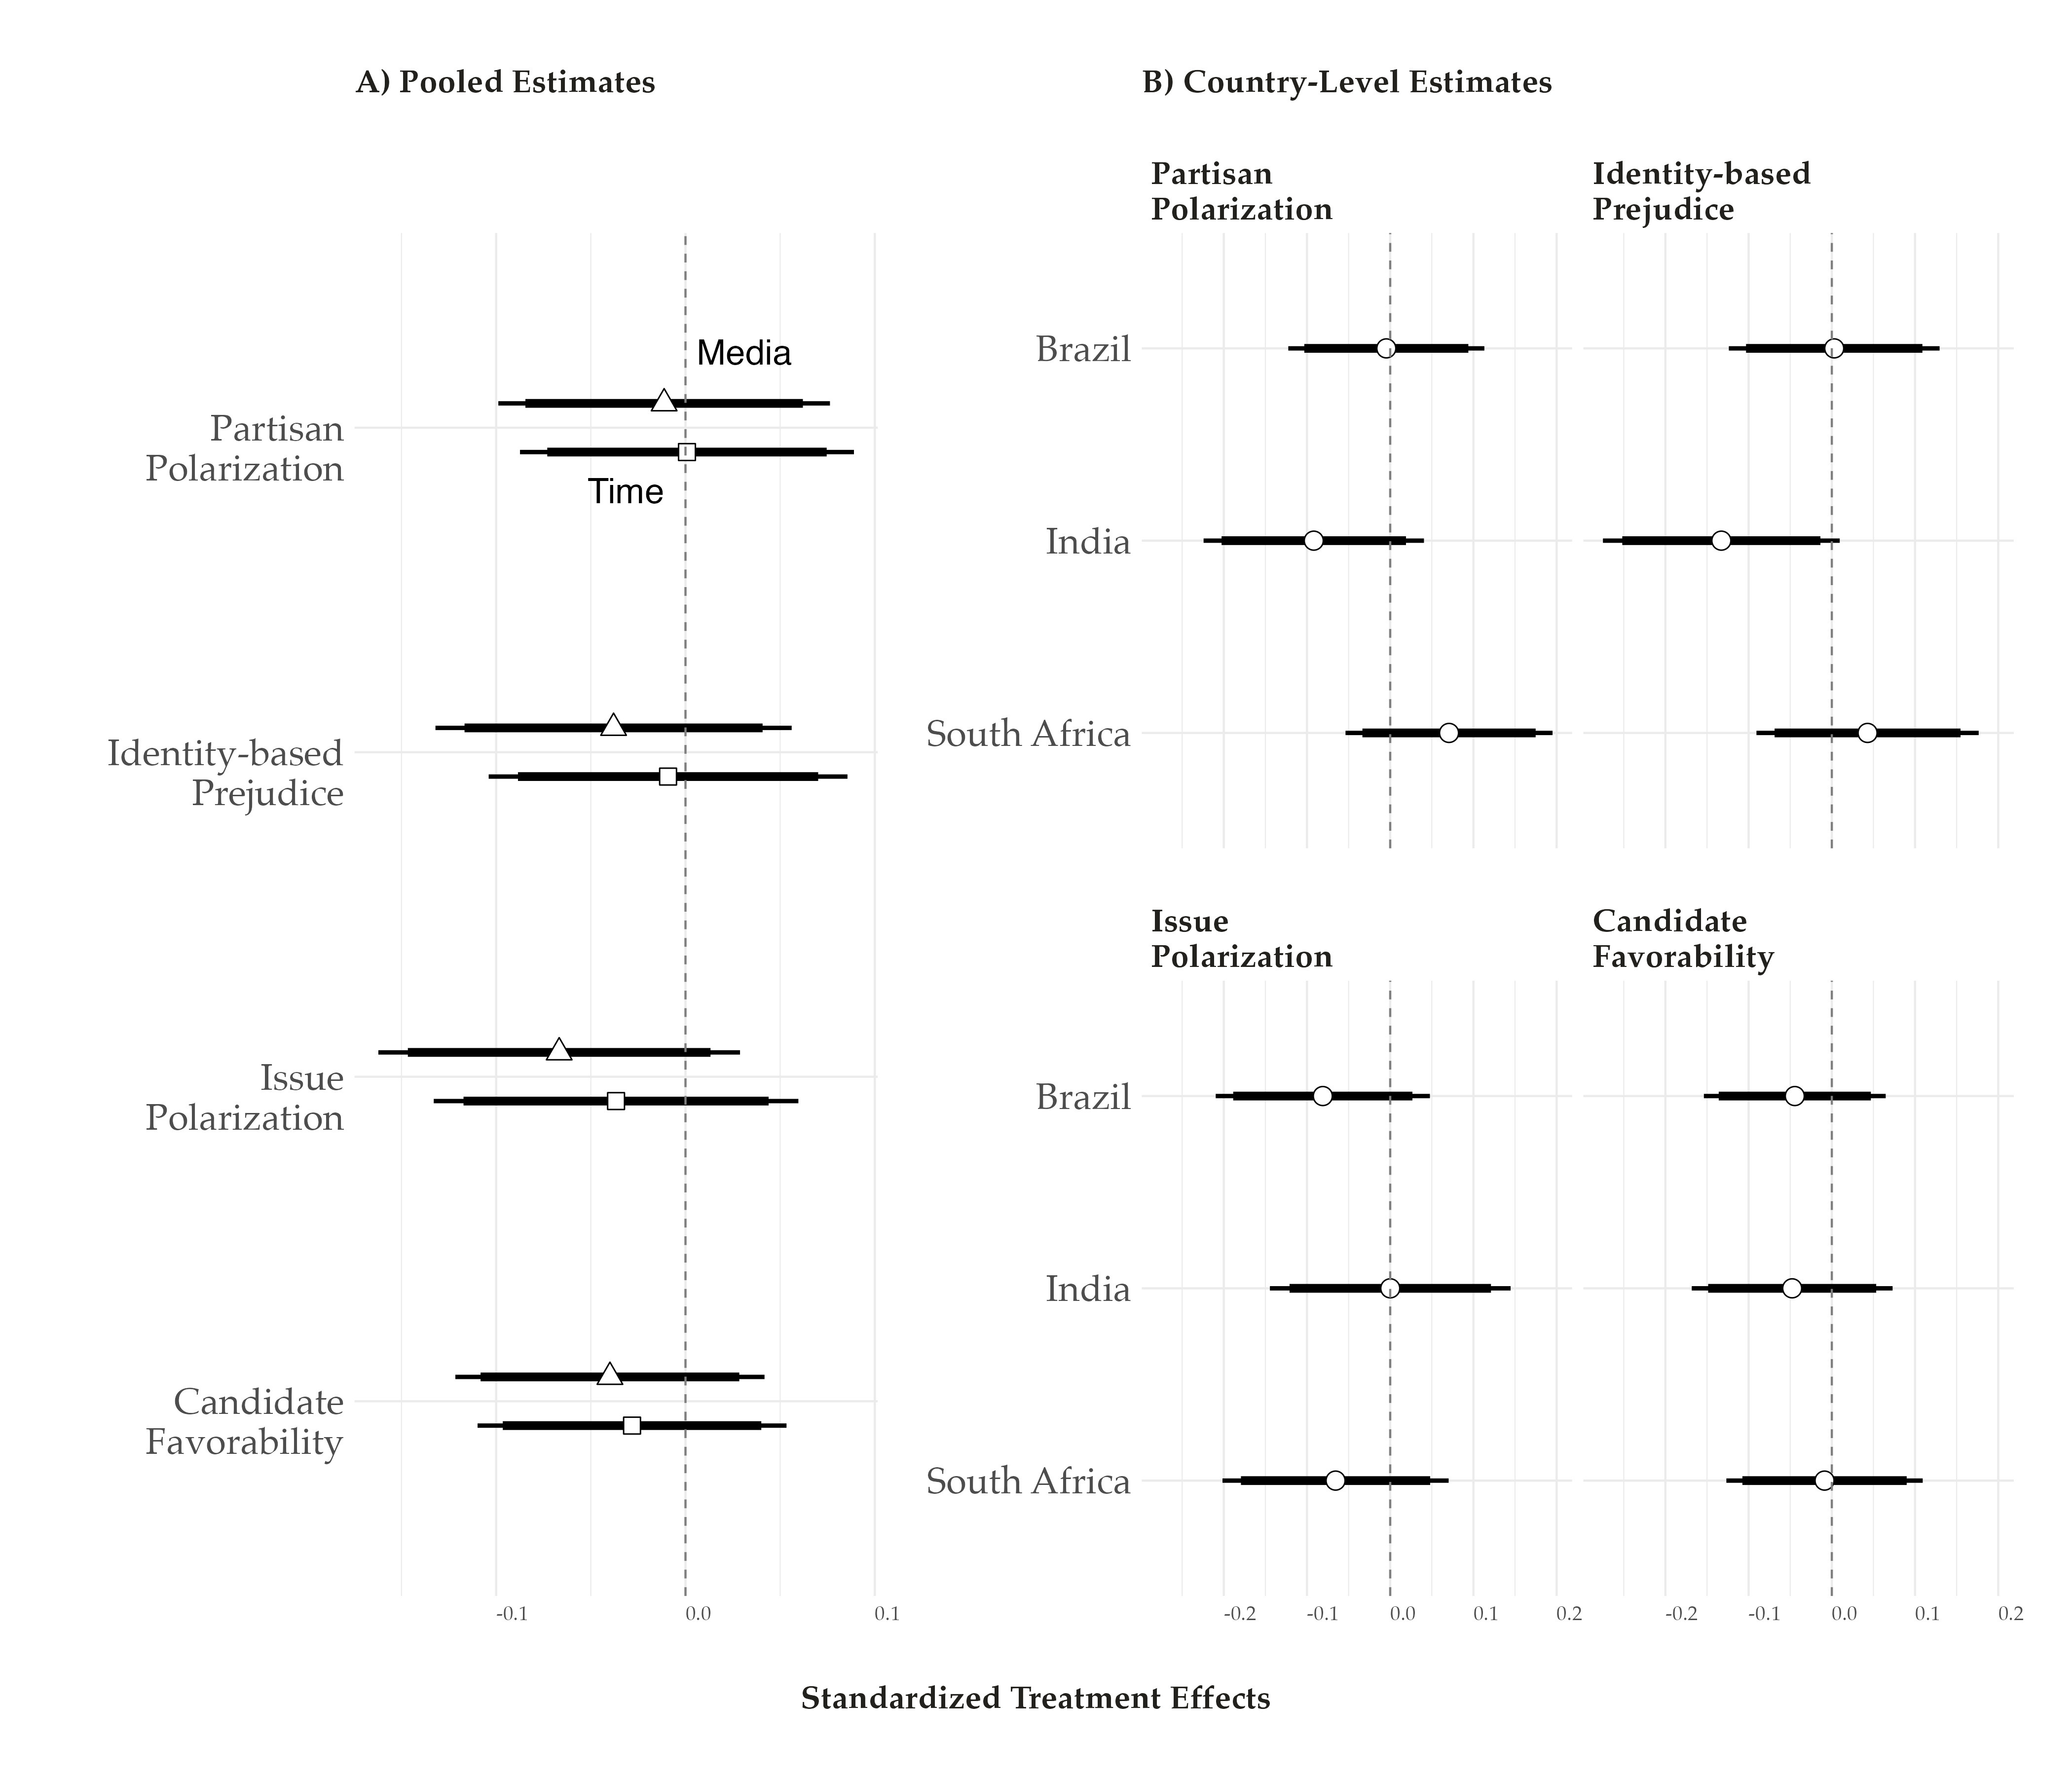 A) Pooled Estimates
Media
Partisan
Polarization
Time
Identity-based
Prejudice
Issue
Polarization
Candidate
Favorability
-0.1 0.0 0.1
B) Country-Level Estimates
Partisan
Polarization
Identity-based
Prejudice
Brazil
India
South Africa
Issue
Polarization
Candidate
Favorability
Brazil
India
South Africa
-0.2 -0.1 0.0 0.1 0.2
-0.2 -0.1 0.0 0.1 0.2
Standardized Treatment Effects